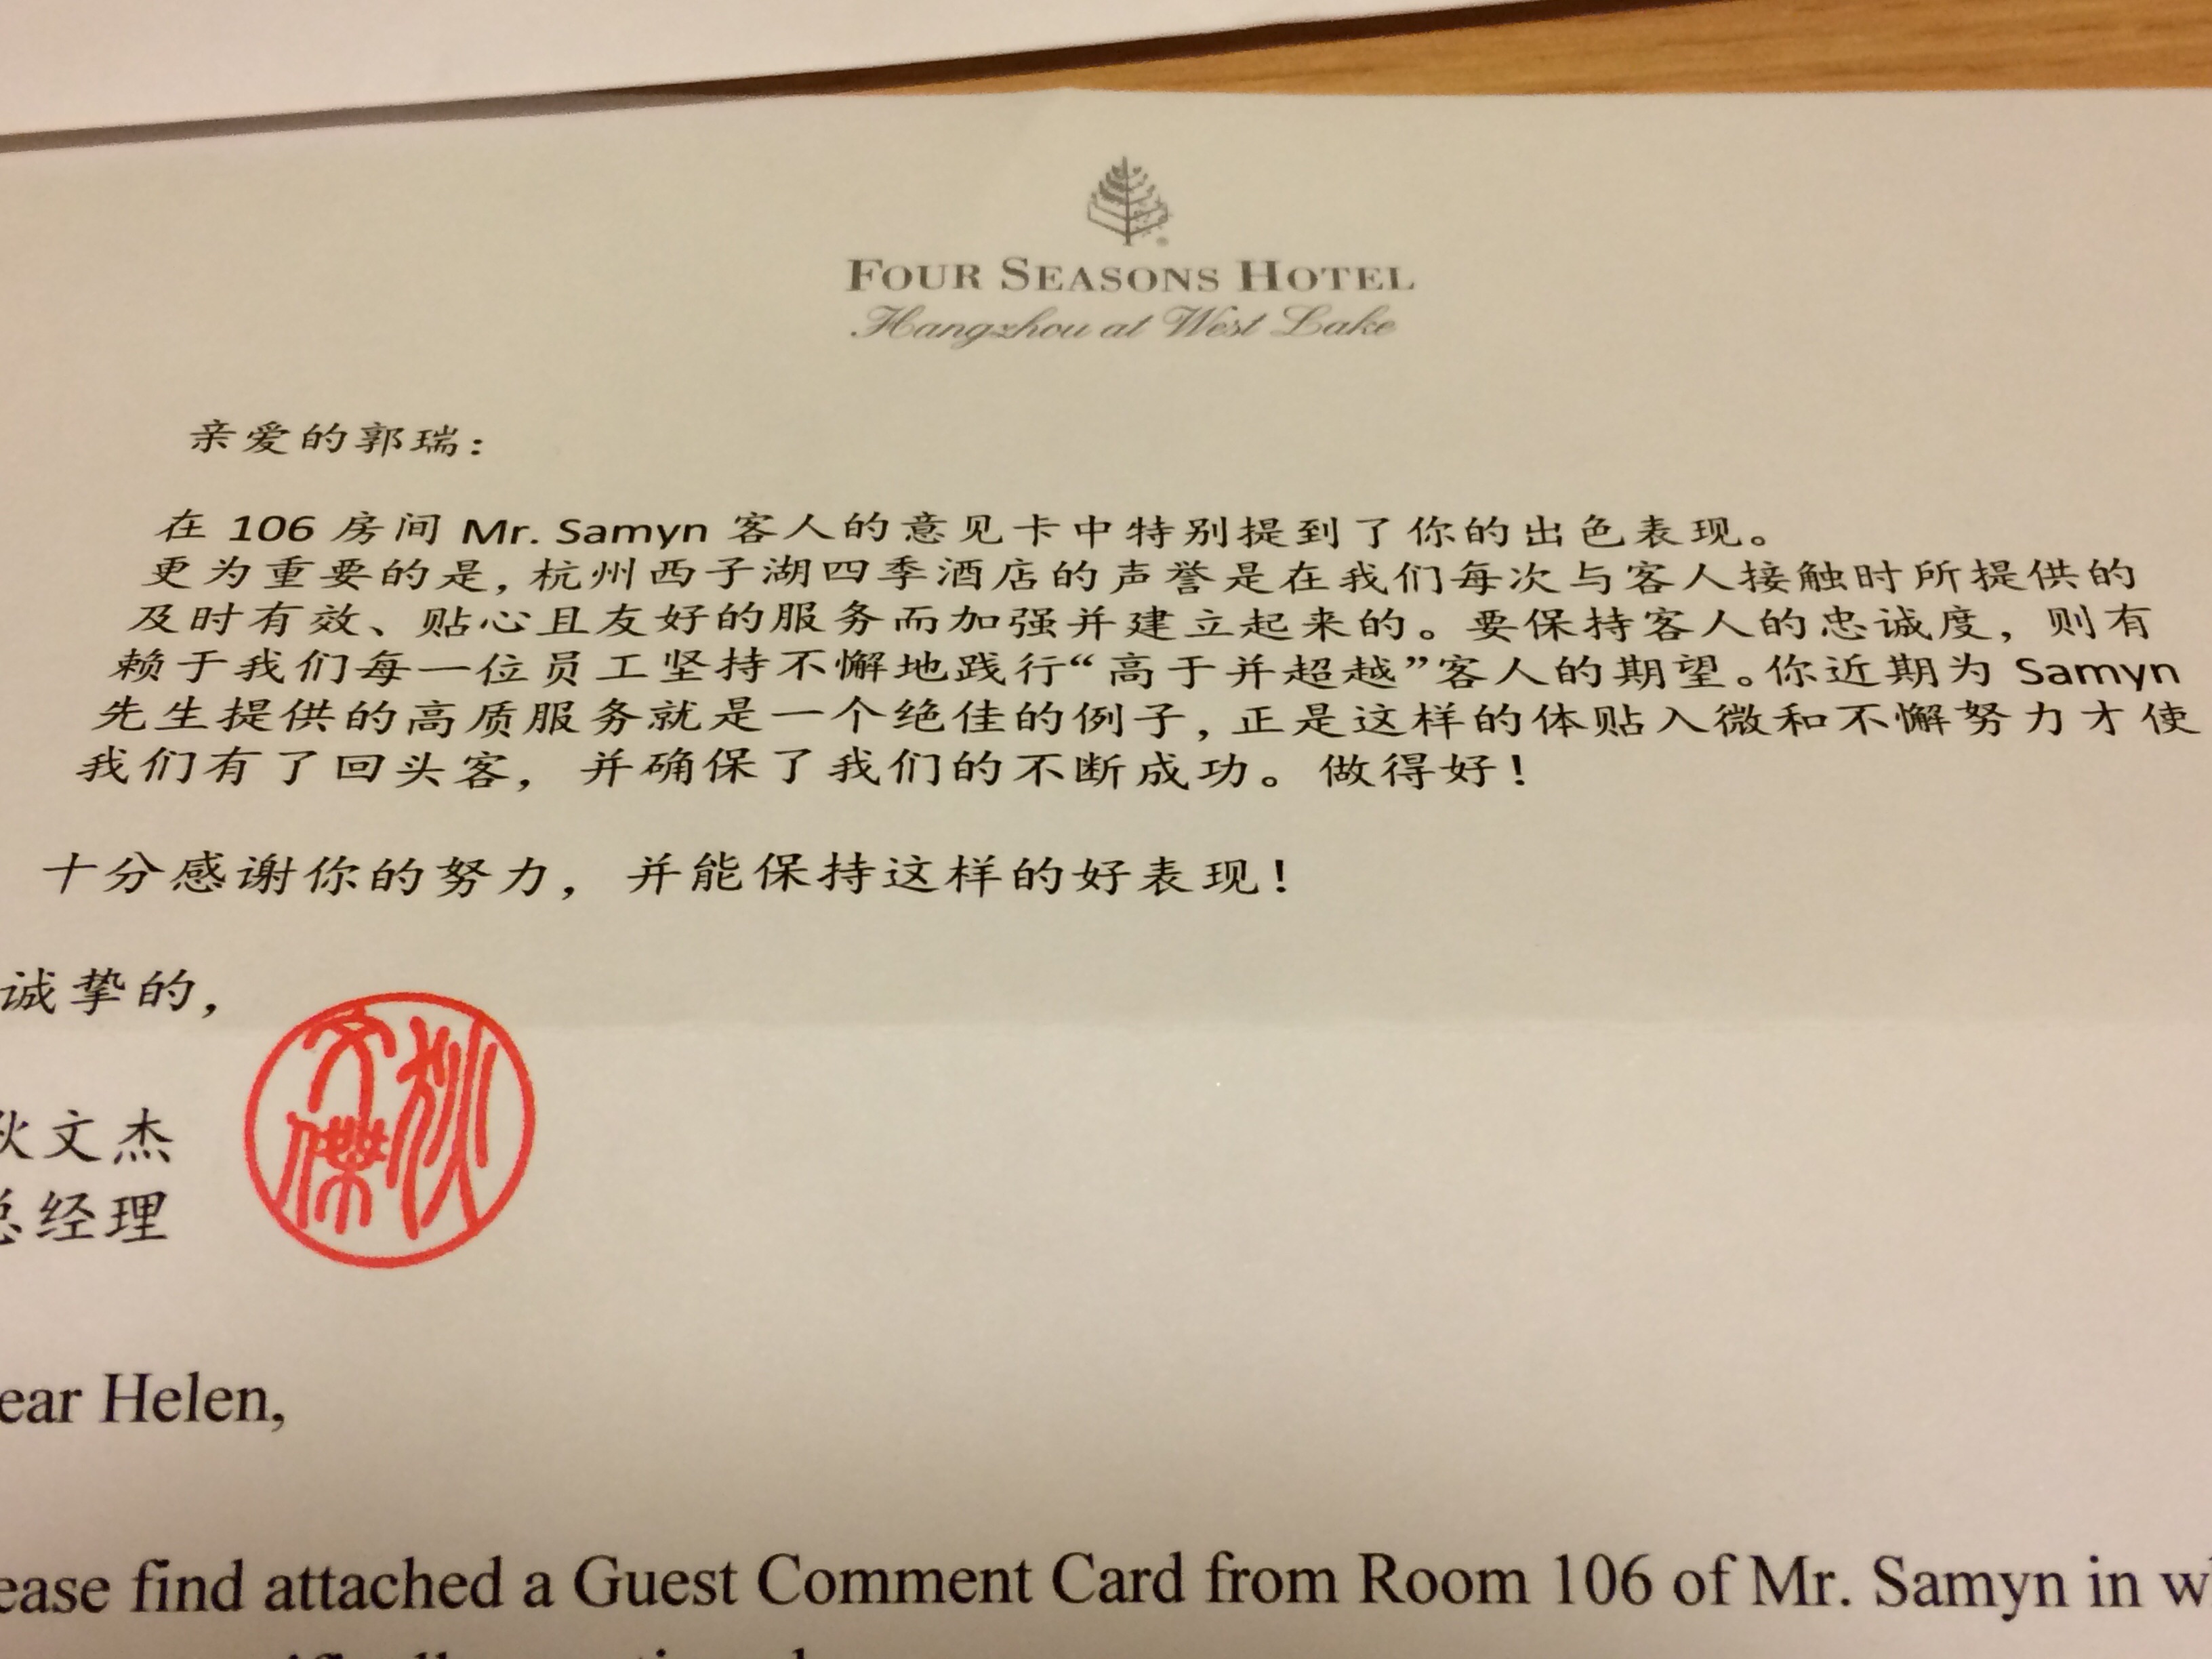 FOUR SEASONS HOTEL
Hangzhou at West Lake
亲爱的郭瑞：
在 106 房间 Mr. Samyn 客人的意见卡中特别提到了你的出色表现。
更为重要的是，杭州西子湖四季酒店的声誉是在我们每次与客人接触时所提供的
及时有效、贴心且友好的服务而加强并建立起来的。要保持客人的忠诚度，则有
赖于我们每一位员工坚持不懈地践行“高于并超越”客人的期望。你近期为 Samyn
先生提供的高质服务就是一个绝佳的例子，正是这样的体贴入微和不懈努力才使
我们有了回头客，并确保了我们的不断成功。做得好！
十分感谢你的努力，并能保持这样的好表现！
诚挚的，
狄文杰
总经理
狄文傑
ear Helen,
ease find attached a Guest Comment Card from Room 106 of Mr. Samyn in w